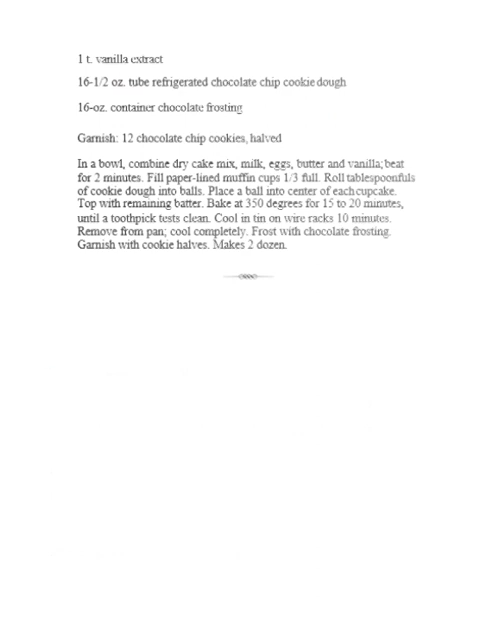 1 t. vanilla extract
16-1/2 oz. tube refrigerated chocolate chip cookie dough
16-oz. container chocolate frosting
Garnish: 12 chocolate chip cookies, halved
In a bowl, combine dry cake mix, milk, eggs, butter and vanilla; beat
for 2 minutes. Fill paper-lined muffin cups 1/3 full. Roll tablespoonfuls
of cookie dough into balls. Place a ball into center of each cupcake.
Top with remaining batter. Bake at 350 degrees for 15 to 20 minutes,
until a toothpick tests clean. Cool in tin on wire racks 10 minutes.
Remove from pan; cool completely. Frost with chocolate frosting.
Garnish with cookie halves. Makes 2 dozen.